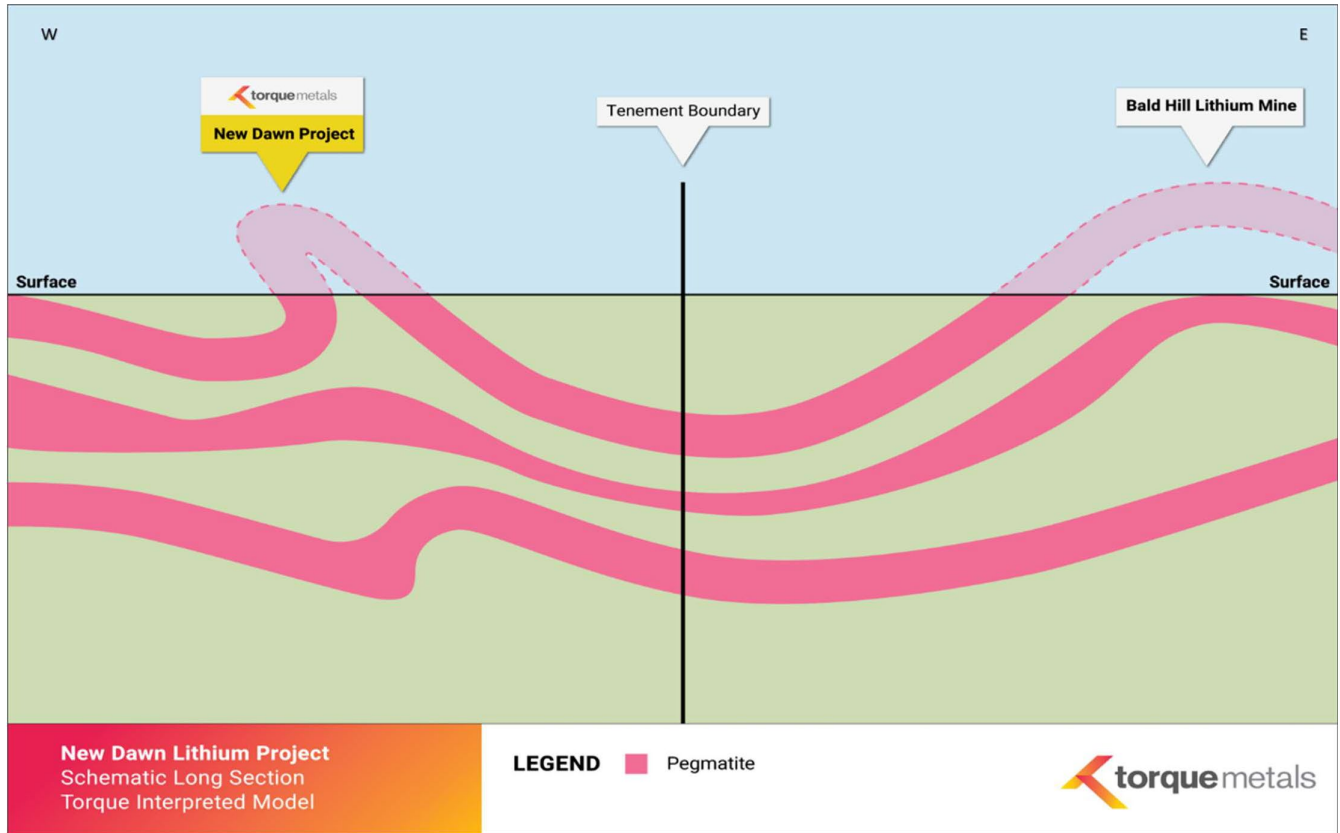 W
E
torquemetals
New Dawn Project
Tenement Boundary
Bald Hill Lithium Mine
Surface
Surface
New Dawn Lithium Project
Schematic Long Section
Torque Interpreted Model
LEGEND
Pegmatite
torquemetals